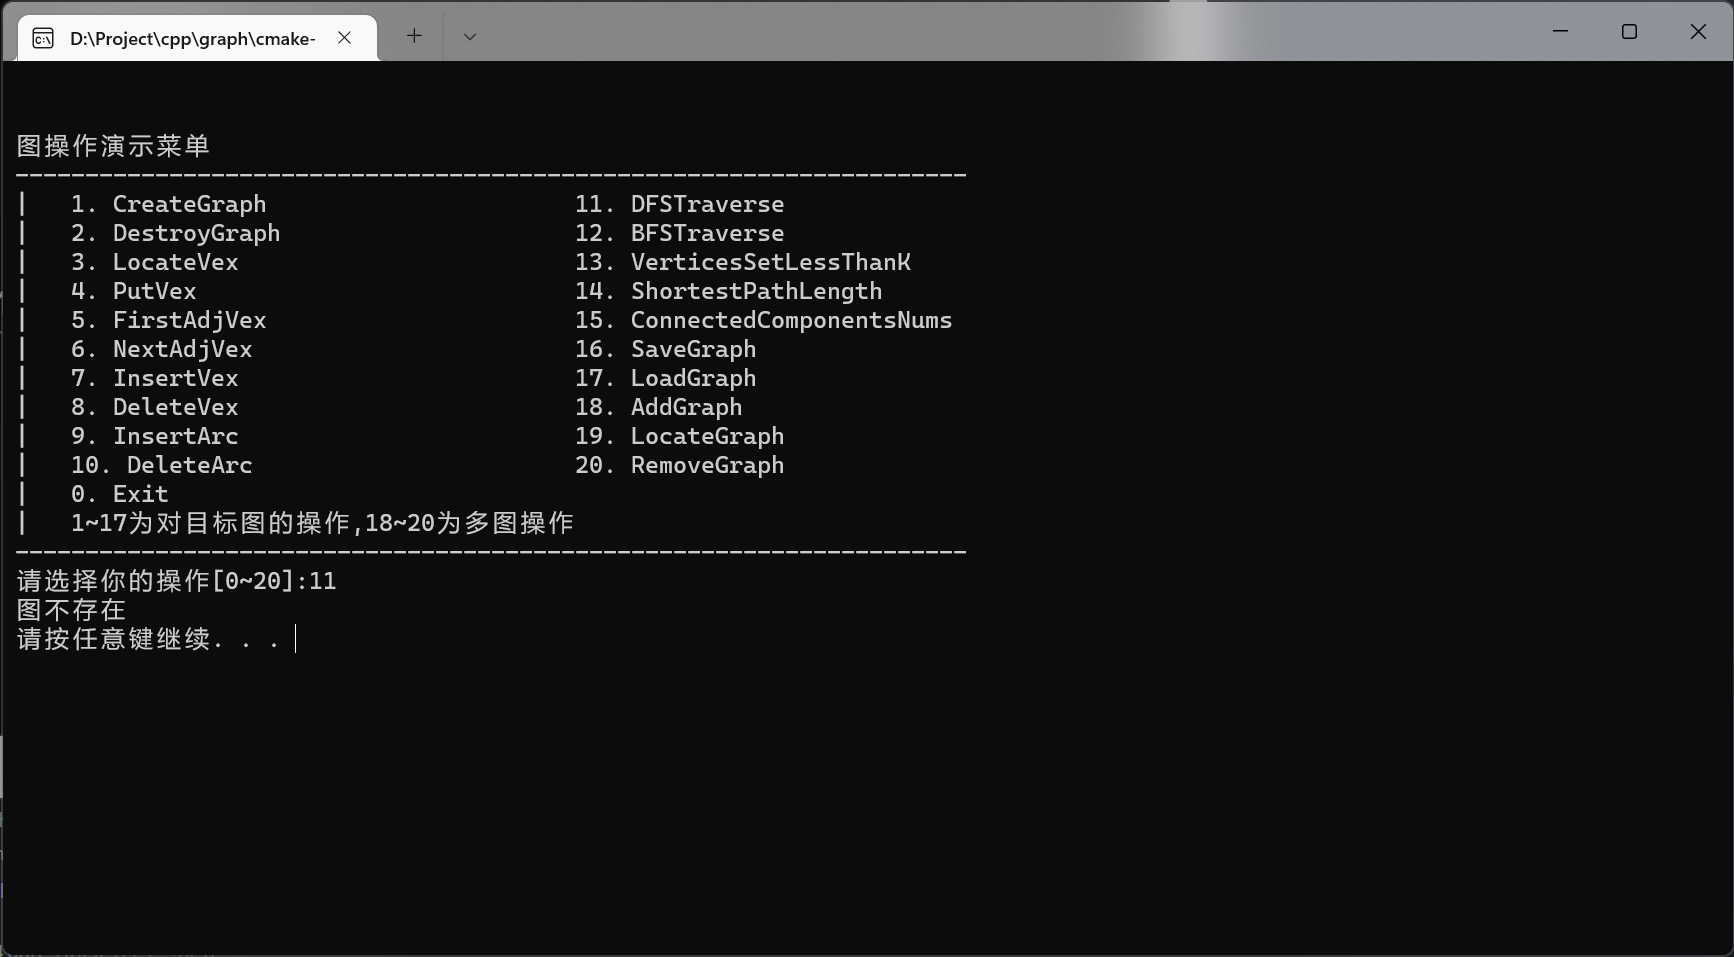 D:\Project\cpp\graph\cmake-
图操作演示菜单
--------------------------------------------------------------------
|   1. CreateGraph                      11. DFSTraverse
|   2. DestroyGraph                     12. BFSTraverse
|   3. LocateVex                        13. VerticesSetLessThanK
|   4. PutVex                           14. ShortestPathLength
|   5. FirstAdjVex                      15. ConnectedComponentsNums
|   6. NextAdjVex                       16. SaveGraph
|   7. InsertVex                        17. LoadGraph
|   8. DeleteVex                        18. AddGraph
|   9. InsertArc                        19. LocateGraph
|   10. DeleteArc                       20. RemoveGraph
|   0. Exit
|   1~17为对目标图的操作,18~20为多图操作
--------------------------------------------------------------------
请选择你的操作[0~20]:11
图不存在
请按任意键继续. . .